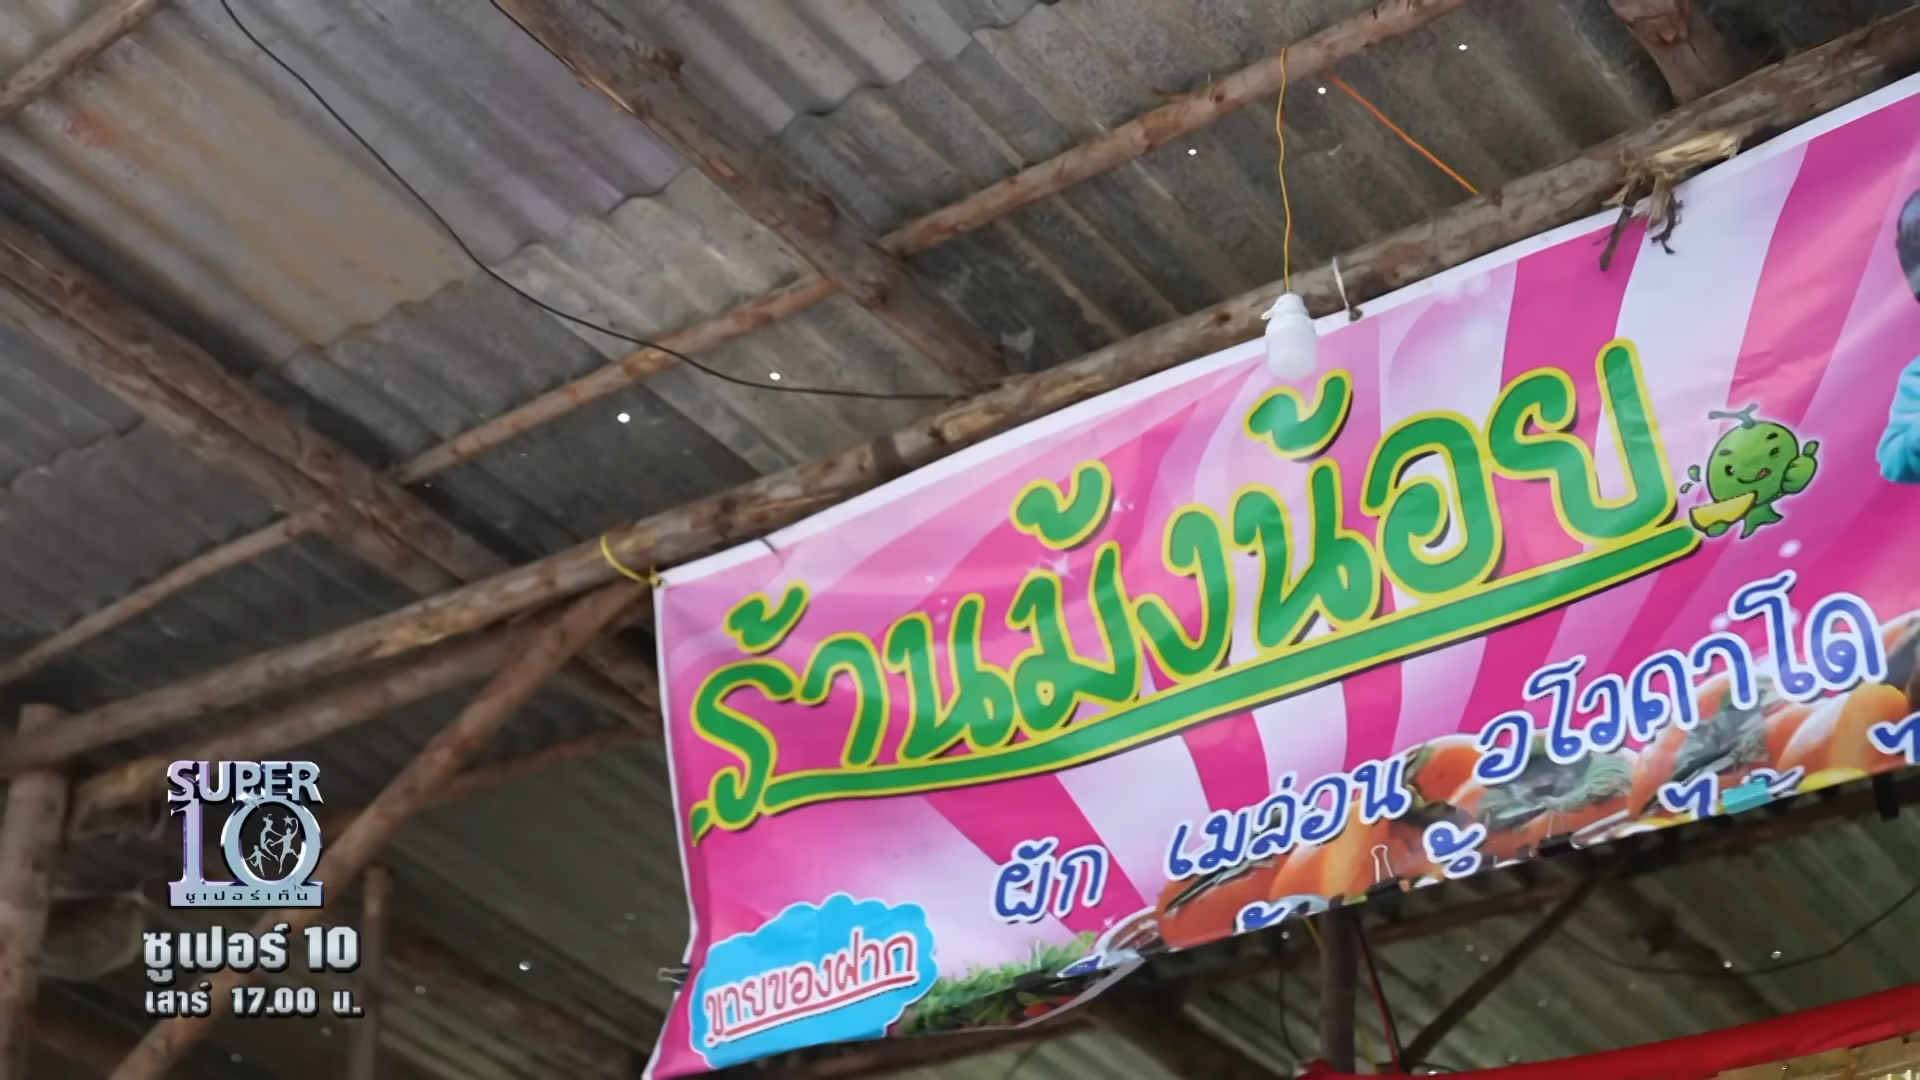 ร้านม้งน้อย
ผัก เมล่อน อโวคาโด
ขายของฝาก
SUPER
10
ซูเปอร์เท็น
ซูเปอร์ 10
เสาร์ 17.00 น.